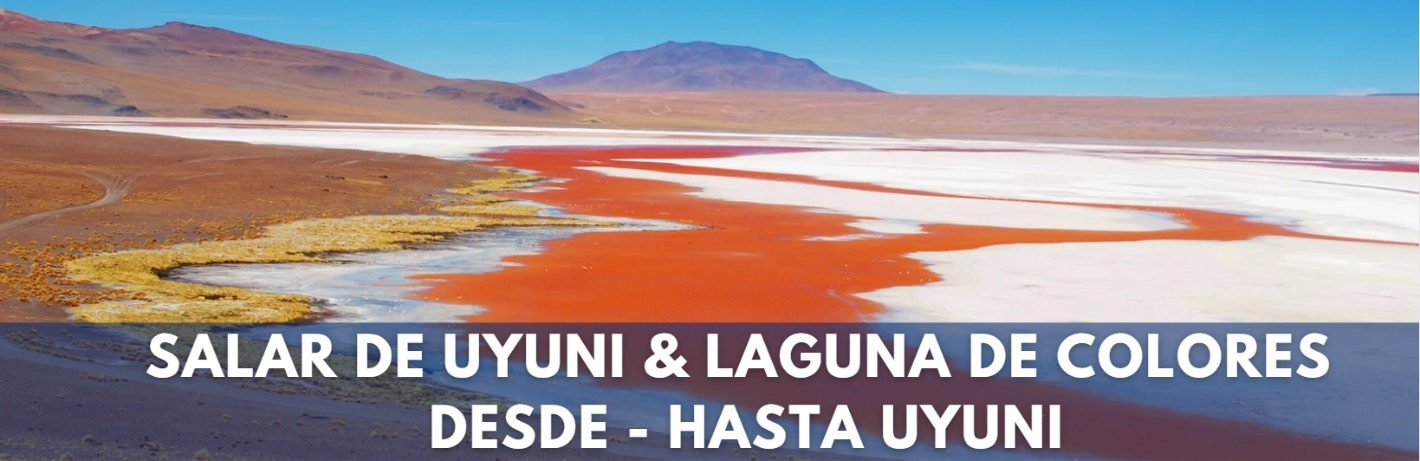 SALAR DE UYUNI & LAGUNA DE COLORES
DESDE - HASTA UYUNI